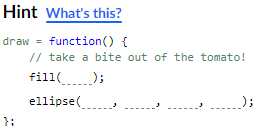 Hint What's this?
draw = function() {
// take a bite out of the tomato!
fill(_____);
ellipse(_____, _____, _____, _____);
};